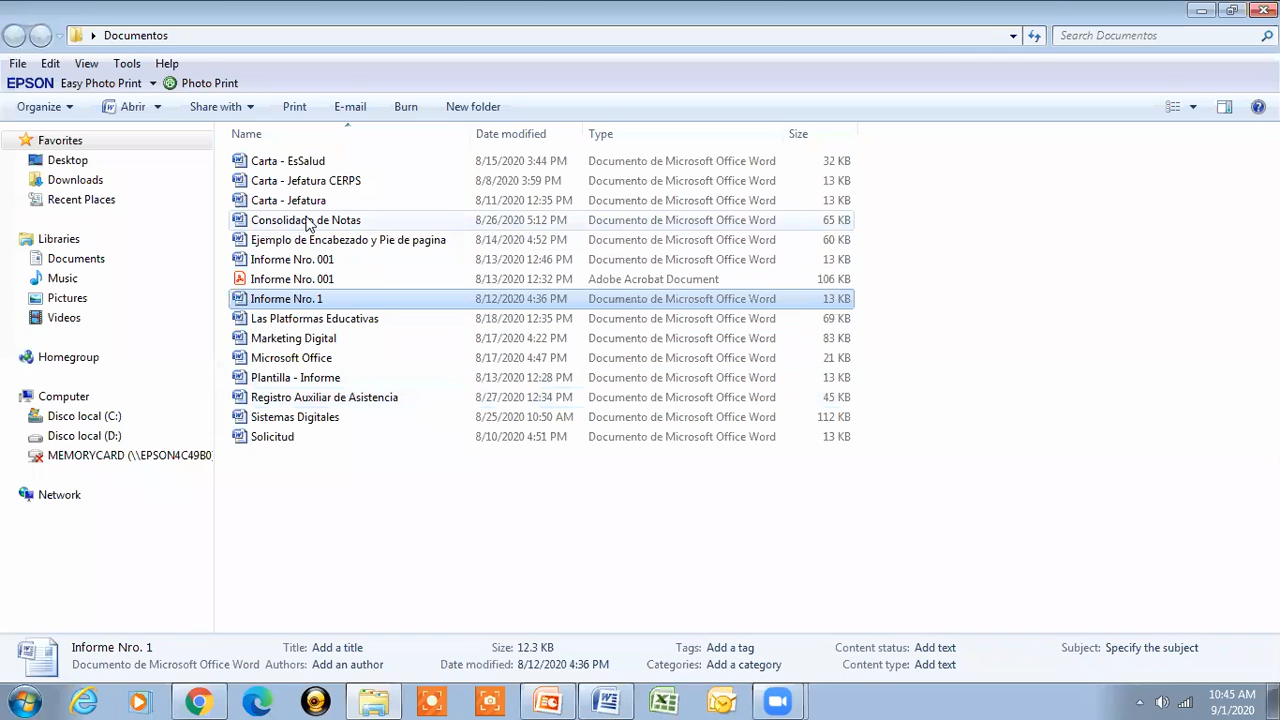 Documentos
Search Documentos
File Edit View Tools Help
EPSON Easy Photo Print Photo Print
Organize Abrir Share with Print E-mail Burn New folder
Name Date modified Type Size
Favorites
Desktop
Downloads
Recent Places
Libraries
Documents
Music
Pictures
Videos
Homegroup
Computer
Disco local (C:)
Disco local (D:)
MEMORYCARD (\\EPSON4C49B0)
Network
Carta - EsSalud 8/15/2020 3:44 PM Documento de Microsoft Office Word 32 KB
Carta - Jefatura CERPS 8/8/2020 3:59 PM Documento de Microsoft Office Word 13 KB
Carta - Jefatura 8/11/2020 12:35 PM Documento de Microsoft Office Word 13 KB
Consolidado de Notas 8/26/2020 5:12 PM Documento de Microsoft Office Word 65 KB
Ejemplo de Encabezado y Pie de pagina 8/14/2020 4:52 PM Documento de Microsoft Office Word 60 KB
Informe Nro. 001 8/13/2020 12:46 PM Documento de Microsoft Office Word 13 KB
Informe Nro. 001 8/13/2020 12:32 PM Adobe Acrobat Document 106 KB
Informe Nro. 1 8/12/2020 4:36 PM Documento de Microsoft Office Word 13 KB
Las Platformas Educativas 8/18/2020 12:35 PM Documento de Microsoft Office Word 69 KB
Marketing Digital 8/17/2020 4:22 PM Documento de Microsoft Office Word 83 KB
Microsoft Office 8/17/2020 4:47 PM Documento de Microsoft Office Word 21 KB
Plantilla - Informe 8/13/2020 12:28 PM Documento de Microsoft Office Word 13 KB
Registro Auxiliar de Asistencia 8/27/2020 12:34 PM Documento de Microsoft Office Word 45 KB
Sistemas Digitales 8/25/2020 10:50 AM Documento de Microsoft Office Word 112 KB
Solicitud 8/10/2020 4:51 PM Documento de Microsoft Office Word 13 KB
Informe Nro. 1 Title: Add a title Size: 12.3 KB Tags: Add a tag Content status: Add text Subject: Specify the subject
Documento de Microsoft Office Word Authors: Add an author Date modified: 8/12/2020 4:36 PM Categories: Add a category Content type: Add text
10:45 AM
9/1/2020